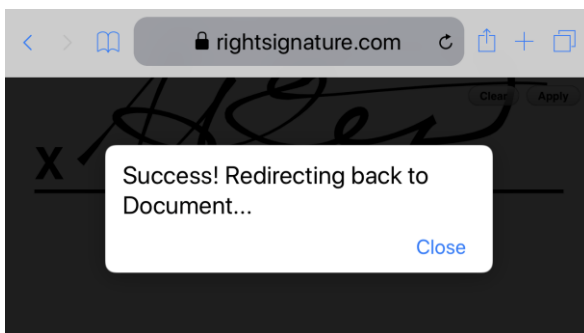 rightsignature.com
Clear Apply
X
Success! Redirecting back to
Document...
Close